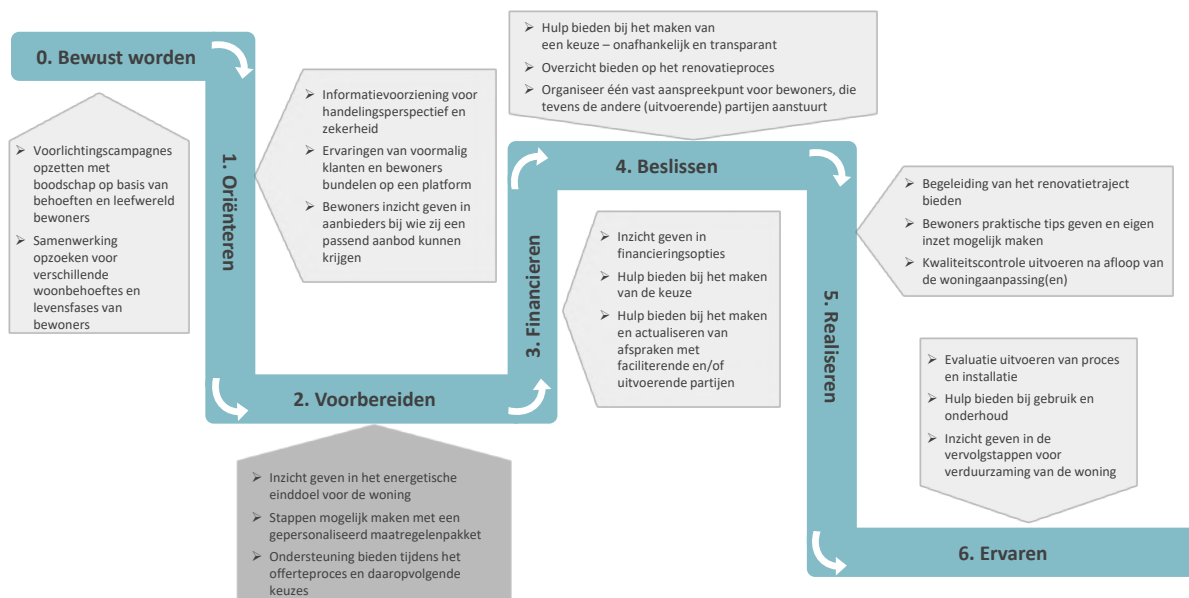 0. Bewust worden
Voorlichtingscampagnes
opzetten met
boodschap op basis van
behoeften en leefwereld
bewoners
Samenwerking
opzoeken voor
verschillende
woonbehoeftes en
levensfases van
bewoners
1. Oriënteren
Informatievoorziening voor
handelingsperspectief en
zekerheid
Ervaringen van voormalig
klanten en bewoners
bundelen op een platform
Bewoners inzicht geven in
aanbieders bij wie zij een
passend aanbod kunnen
krijgen
2. Voorbereiden
Inzicht geven in het energetische
einddoel voor de woning
Stappen mogelijk maken met een
gepersonaliseerd maatregelenpakket
Ondersteuning bieden tijdens het
offerteproces en daaropvolgende
keuzes
3. Financieren
Inzicht geven in
financieringsopties
Hulp bieden bij het maken
van de keuze
Hulp bieden bij het maken
en actualiseren van
afspraken met
faciliterende en/of
uitvoerende partijen
Hulp bieden bij het maken van
een keuze – onafhankelijk en transparant
Overzicht bieden op het renovatieproces
Organiseer één vast aanspreekpunt voor bewoners, die
tevens de andere (uitvoerende) partijen aanstuurt
4. Beslissen
5. Realiseren
Begeleiding van het renovatietraject
bieden
Bewoners praktische tips geven en eigen
inzet mogelijk maken
Kwaliteitscontrole uitvoeren na afloop van
de woningaanpassing(en)
Evaluatie uitvoeren van proces
en installatie
Hulp bieden bij gebruik en
onderhoud
Inzicht geven in de
vervolgstappen voor
verduurzaming van de woning
6. Ervaren